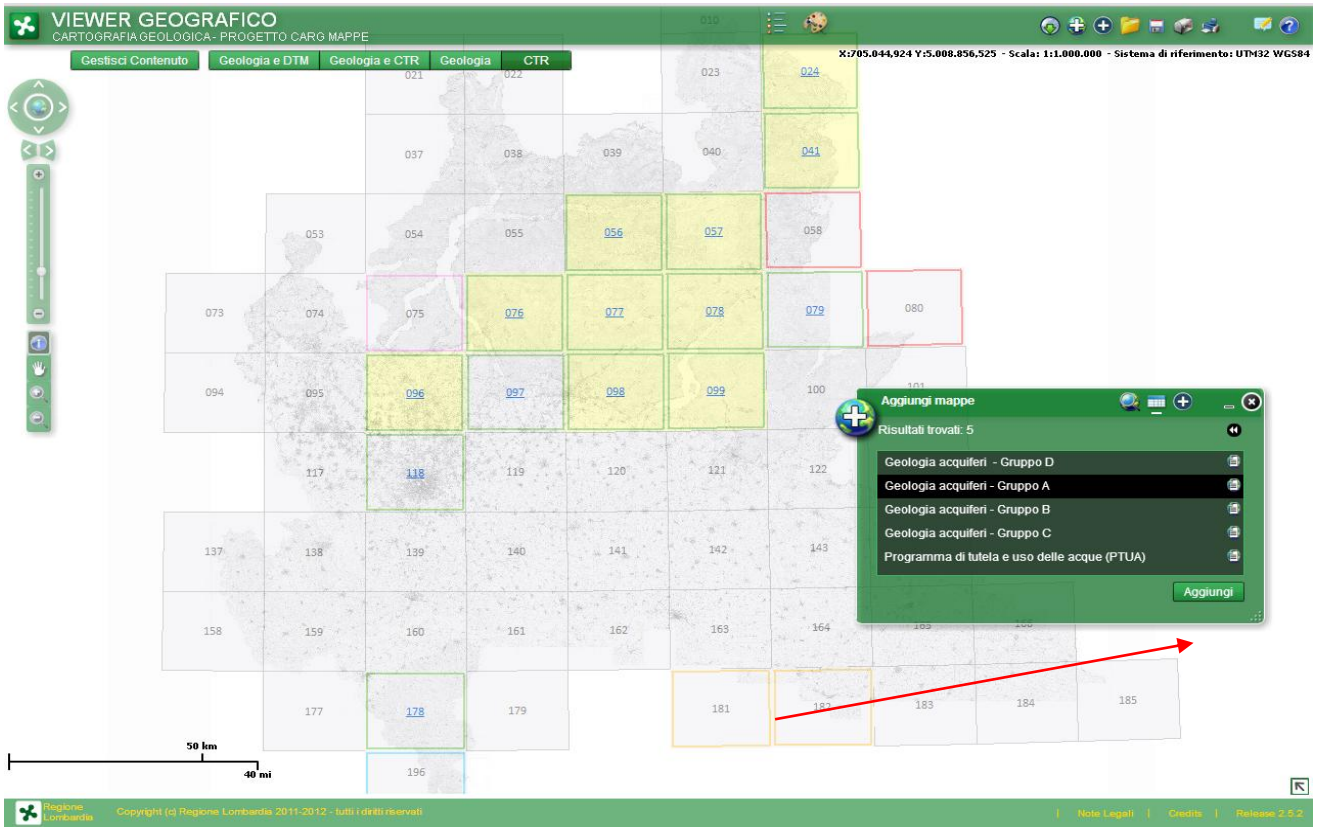 VIEWER GEOGRAFICO
CARTOGRAFIA GEOLOGICA - PROGETTO CARG MAPPE
Gestisci Contenuto Geologia e DTM Geologia e CTR Geologia CTR
X:705.044,924 Y:5.008.856,525 - Scala: 1:1.000.000 - Sistema di riferimento: UTM32 WGS84
010
021 022 023 024
037 038 039 040 041
053 054 055 056 057 058
073 074 075 076 077 078 079 080
094 095 096 097 098 099 100 101
Aggiungi mappe
Risultati trovati: 5
Geologia acquiferi - Gruppo D
Geologia acquiferi - Gruppo A
Geologia acquiferi - Gruppo B
Geologia acquiferi - Gruppo C
Programma di tutela e uso delle acque (PTUA)
Aggiungi
117 118 119 120 121 122
137 138 139 140 141 142 143
158 159 160 161 162 163 164 165 166
177 178 179 181 182 183 184 185
196
50 km
40 mi
Regione
Lombardia
Copyright (c) Regione Lombardia 2011-2012 - tutti i diritti riservati
| Note Legali | Credits | Release 2.5.2